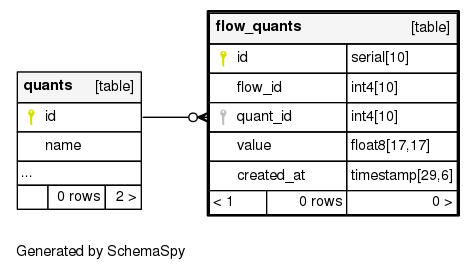 quants [table]
id
name
...
0 rows 2 >
flow_quants [table]
id serial[10]
flow_id int4[10]
quant_id int4[10]
value float8[17,17]
created_at timestamp[29,6]
< 1 0 rows 0 >
Generated by SchemaSpy